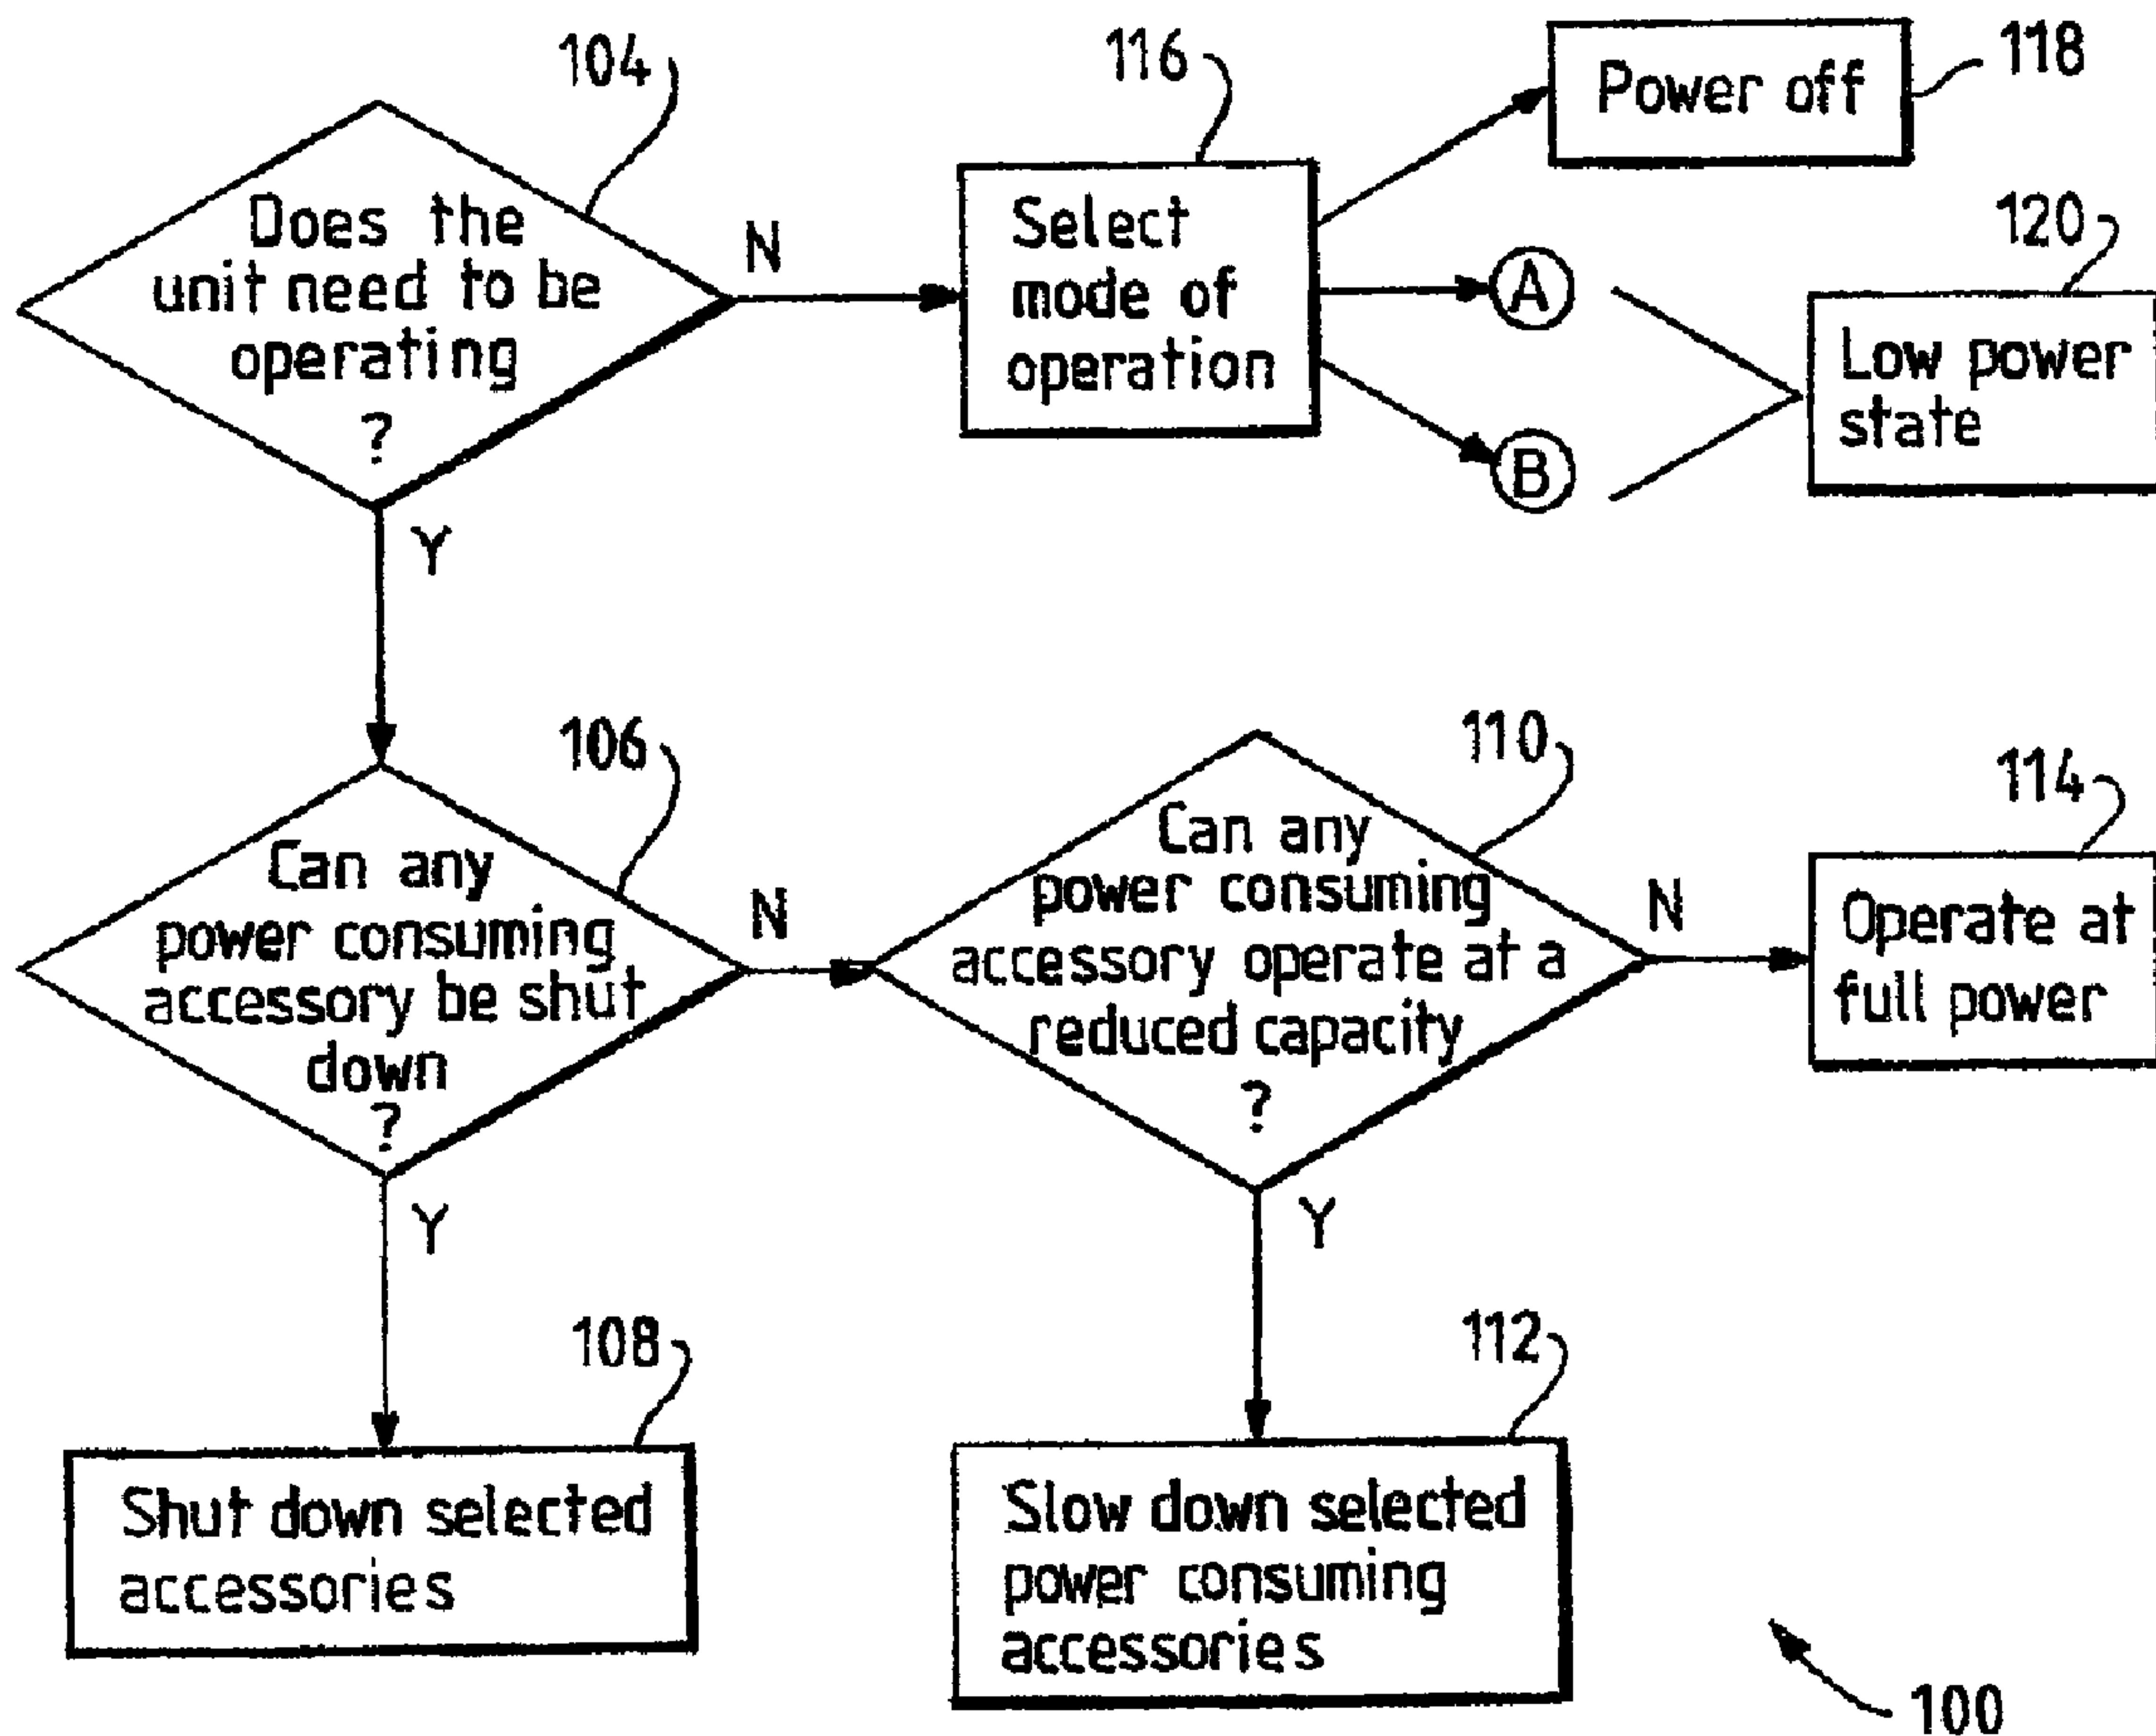 104
Does the
unit need to be
operating
?
N
Y
116
Select
mode of
operation
Power off
118
A
B
120
Low power
state
106
Can any
power consuming
accessory be shut
down
?
N
Y
110
Can any
power consuming
accessory operate at a
reduced capacity
?
N
Y
114
Operate at
full power
108
Shut down selected
accessories
112
Slow down selected
power consuming
accessories
100